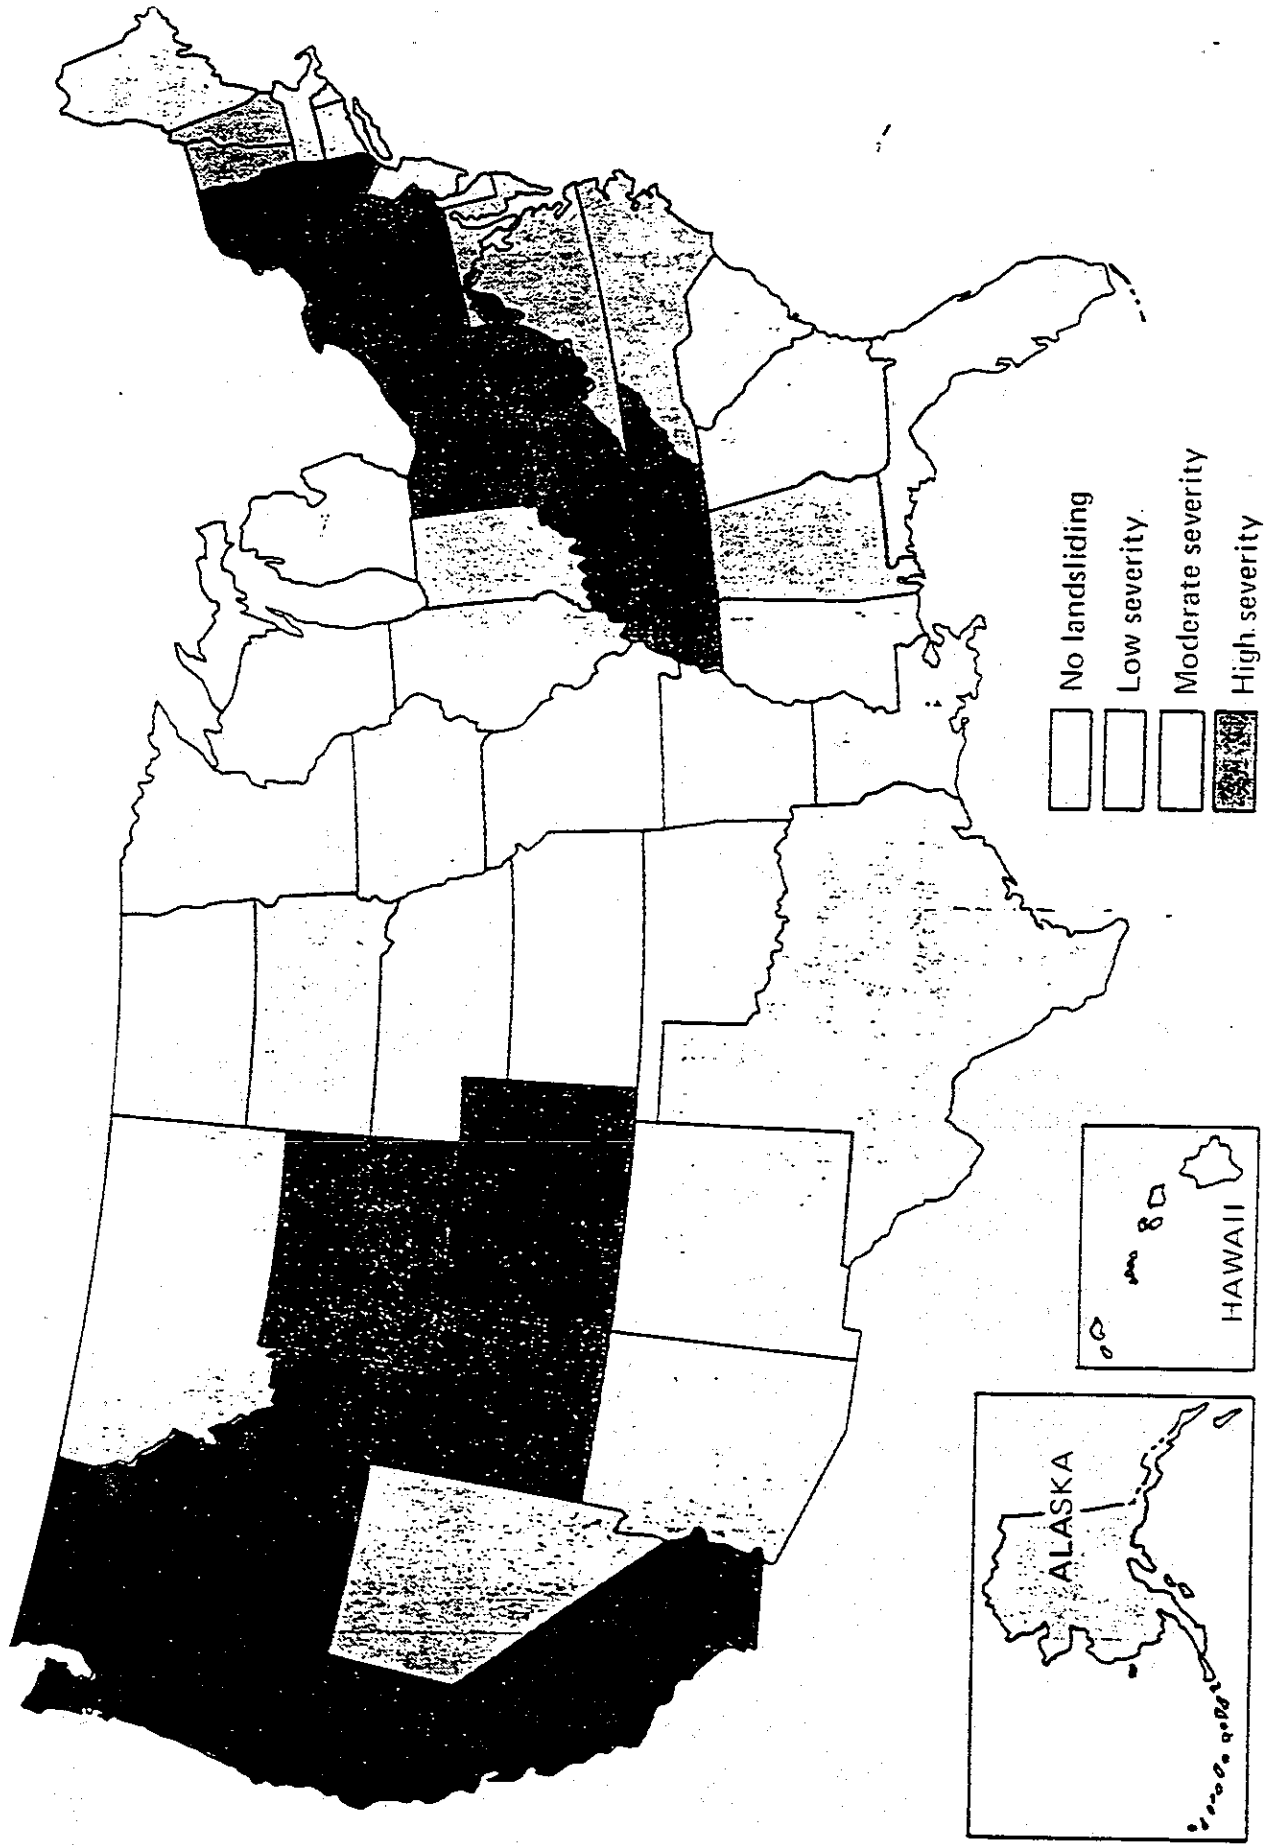 No landsliding
Low severity
Moderate severity
High severity
ALASKA
HAWAII